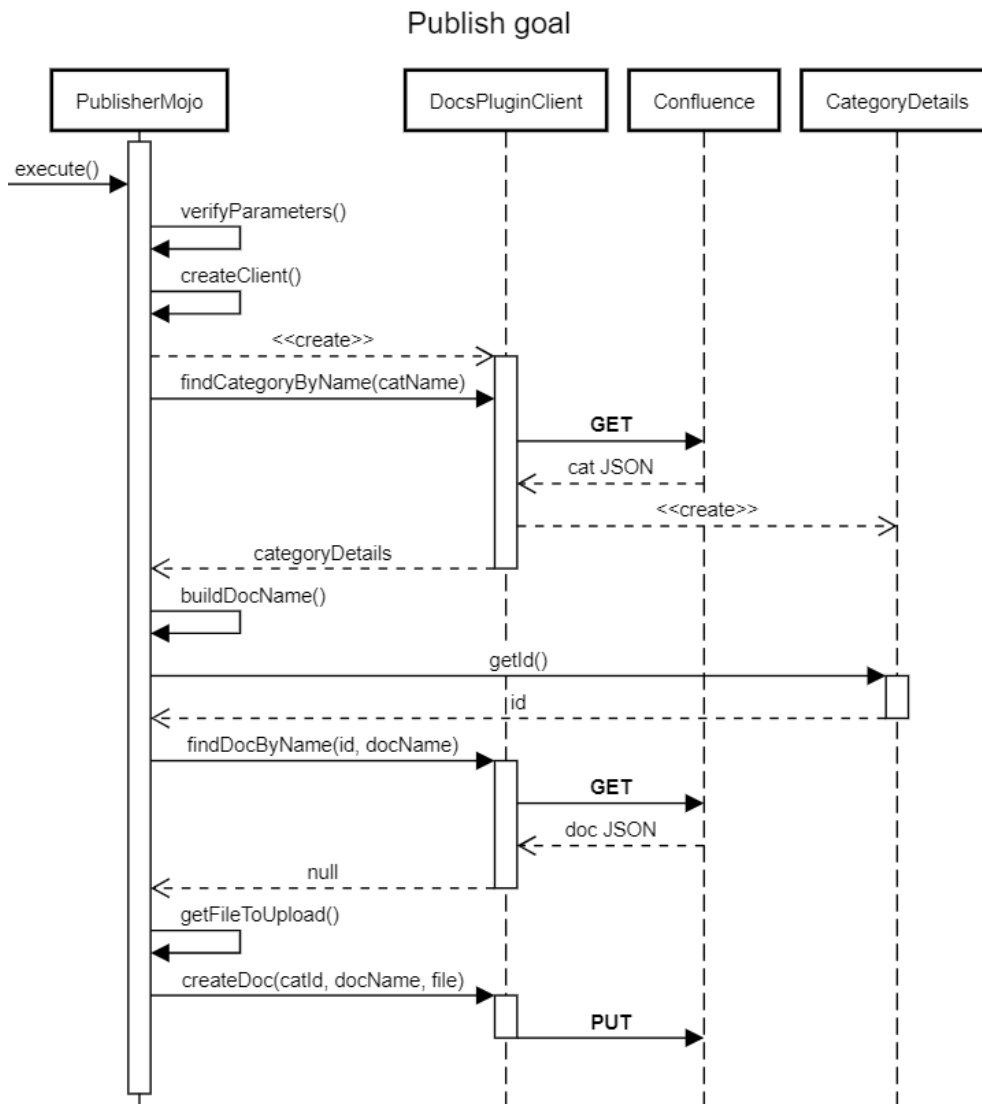 Publish goal
PublisherMojo
DocsPluginClient
Confluence
CategoryDetails
execute()
verifyParameters()
createClient()
<<create>>
findCategoryByName(catName)
GET
cat JSON
<<create>>
categoryDetails
buildDocName()
getId()
id
findDocByName(id, docName)
GET
doc JSON
null
getFileToUpload()
createDoc(catId, docName, file)
PUT